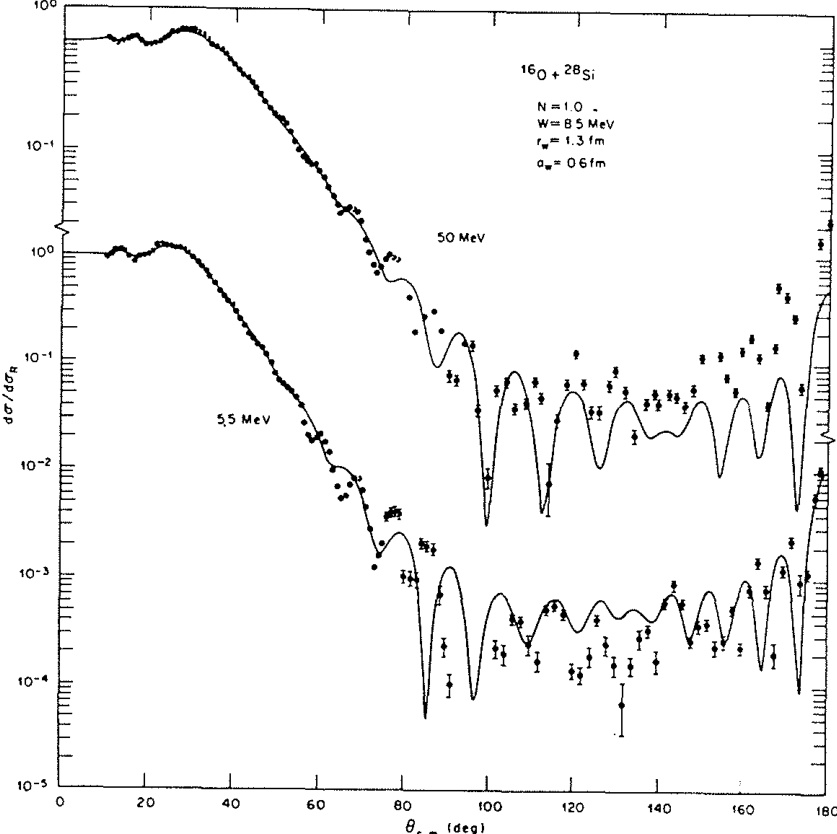 10⁰
¹⁶O + ²⁸Si
N = 1.0
W = 8.5 MeV
r_w = 1.3 fm
a_w = 0.6 fm
10⁻¹
50 MeV
10⁰
10⁻¹
dσ/dσ_R
5,5 MeV
10⁻²
10⁻³
10⁻⁴
10⁻⁵
0 20 40 60 80 100 120 140 160 180
θ_c.m. (deg)